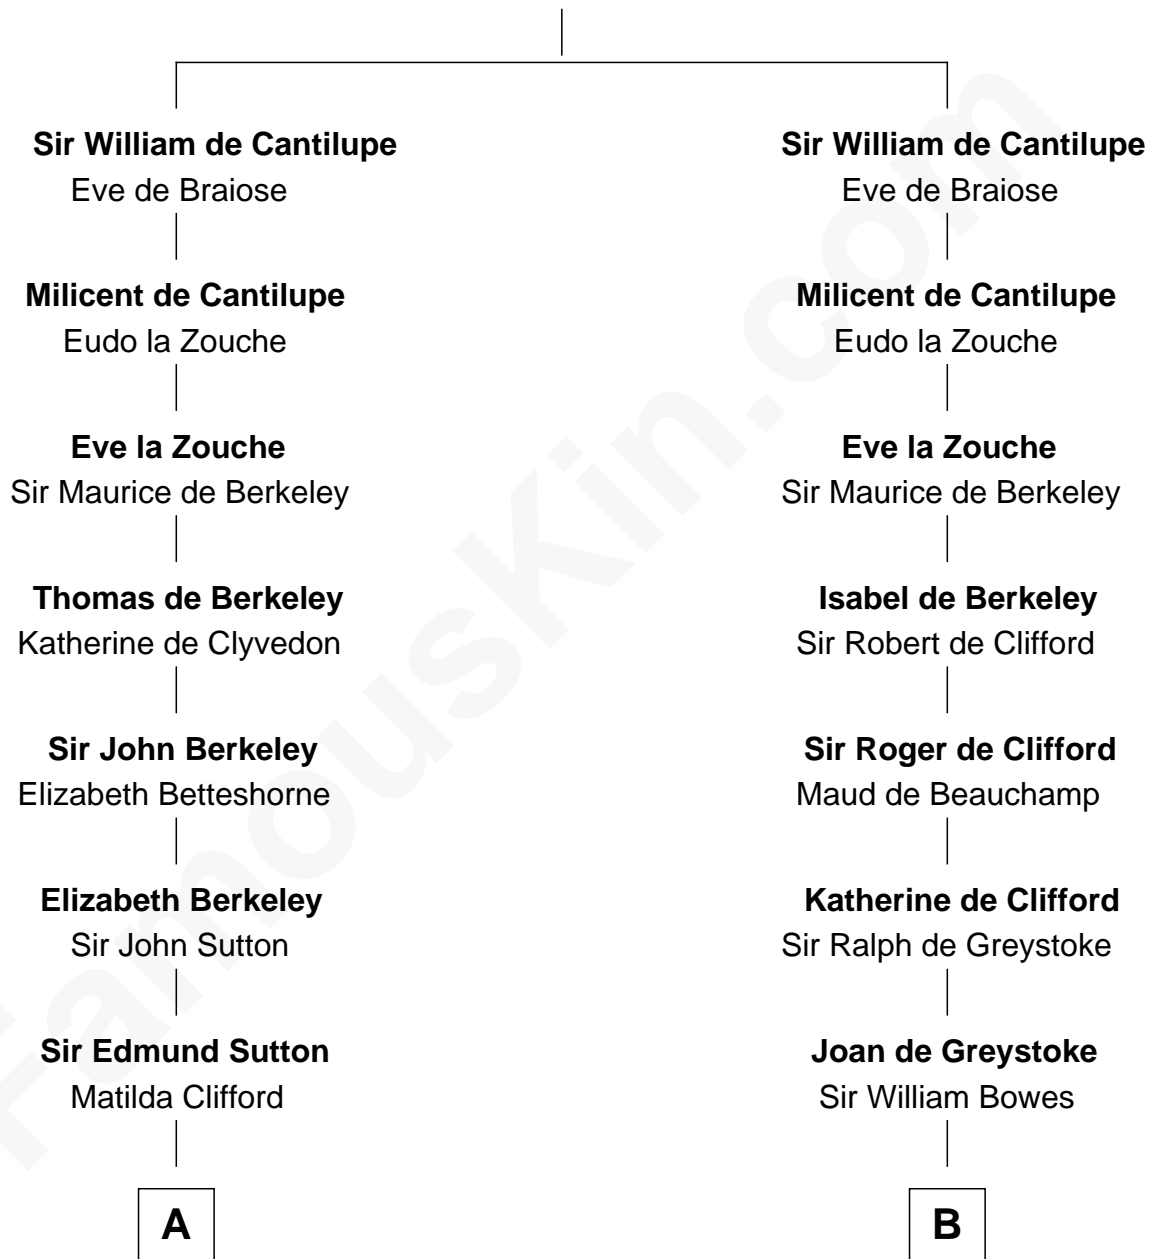 Sir William de Cantilupe
Eve de Braiose
Milicent de Cantilupe
Eudo la Zouche
Eve la Zouche
Sir Maurice de Berkeley
Thomas de Berkeley
Katherine de Clyvedon
Sir John Berkeley
Elizabeth Betteshorne
Elizabeth Berkeley
Sir John Sutton
Sir Edmund Sutton
Matilda Clifford
A
Sir William de Cantilupe
Eve de Braiose
Milicent de Cantilupe
Eudo la Zouche
Eve la Zouche
Sir Maurice de Berkeley
Isabel de Berkeley
Sir Robert de Clifford
Sir Roger de Clifford
Maud de Beauchamp
Katherine de Clifford
Sir Ralph de Greystoke
Joan de Greystoke
Sir William Bowes
B
FamousKin.com